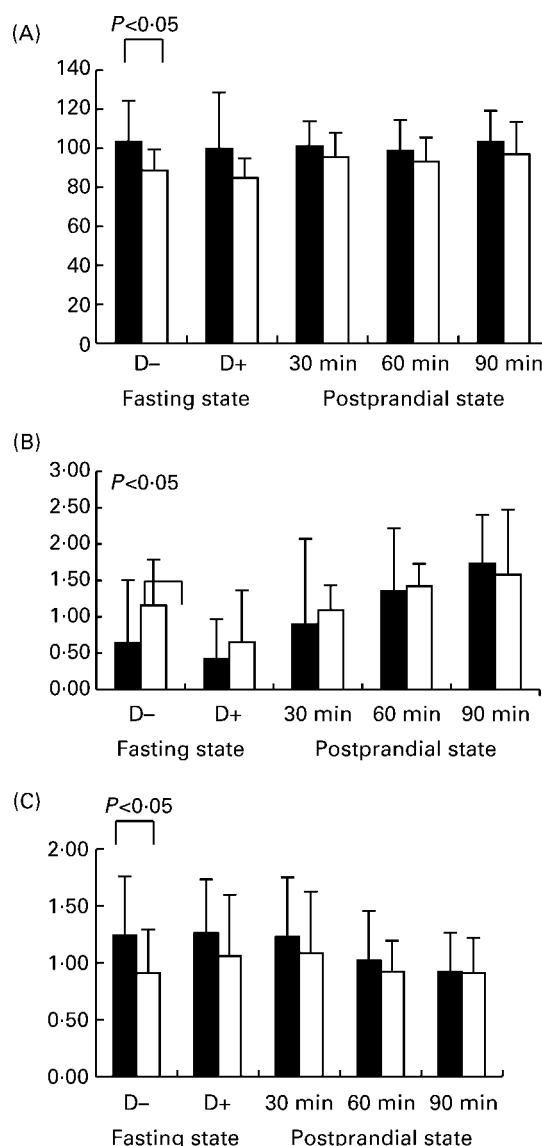 (A)
P<0·05
140
120
100
80
60
40
20
0
D– D+ 30 min 60 min 90 min
Fasting state Postprandial state
(B)
3·00
P<0·05
2·50
2·00
1·50
1·00
0·50
0·00
D– D+ 30 min 60 min 90 min
Fasting state Postprandial state
(C)
P<0·05
2·00
1·50
1·00
0·50
0·00
D– D+ 30 min 60 min 90 min
Fasting state Postprandial state